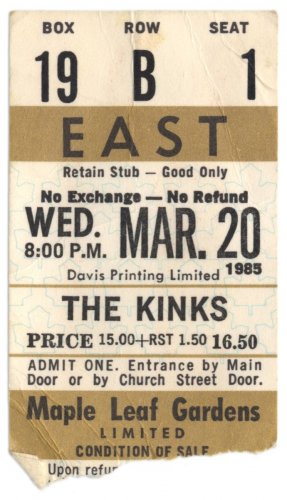 BOX ROW SEAT
19 B 1
EAST
Retain Stub — Good Only
No Exchange — No Refund
WED. MAR. 20
8:00 P.M. 1985
Davis Printing Limited
THE KINKS
PRICE 15.00+RST 1.50 16.50
ADMIT ONE. Entrance by Main
Door or by Church Street Door.
Maple Leaf Gardens
LIMITED
CONDITION OF SALE
Upon refun